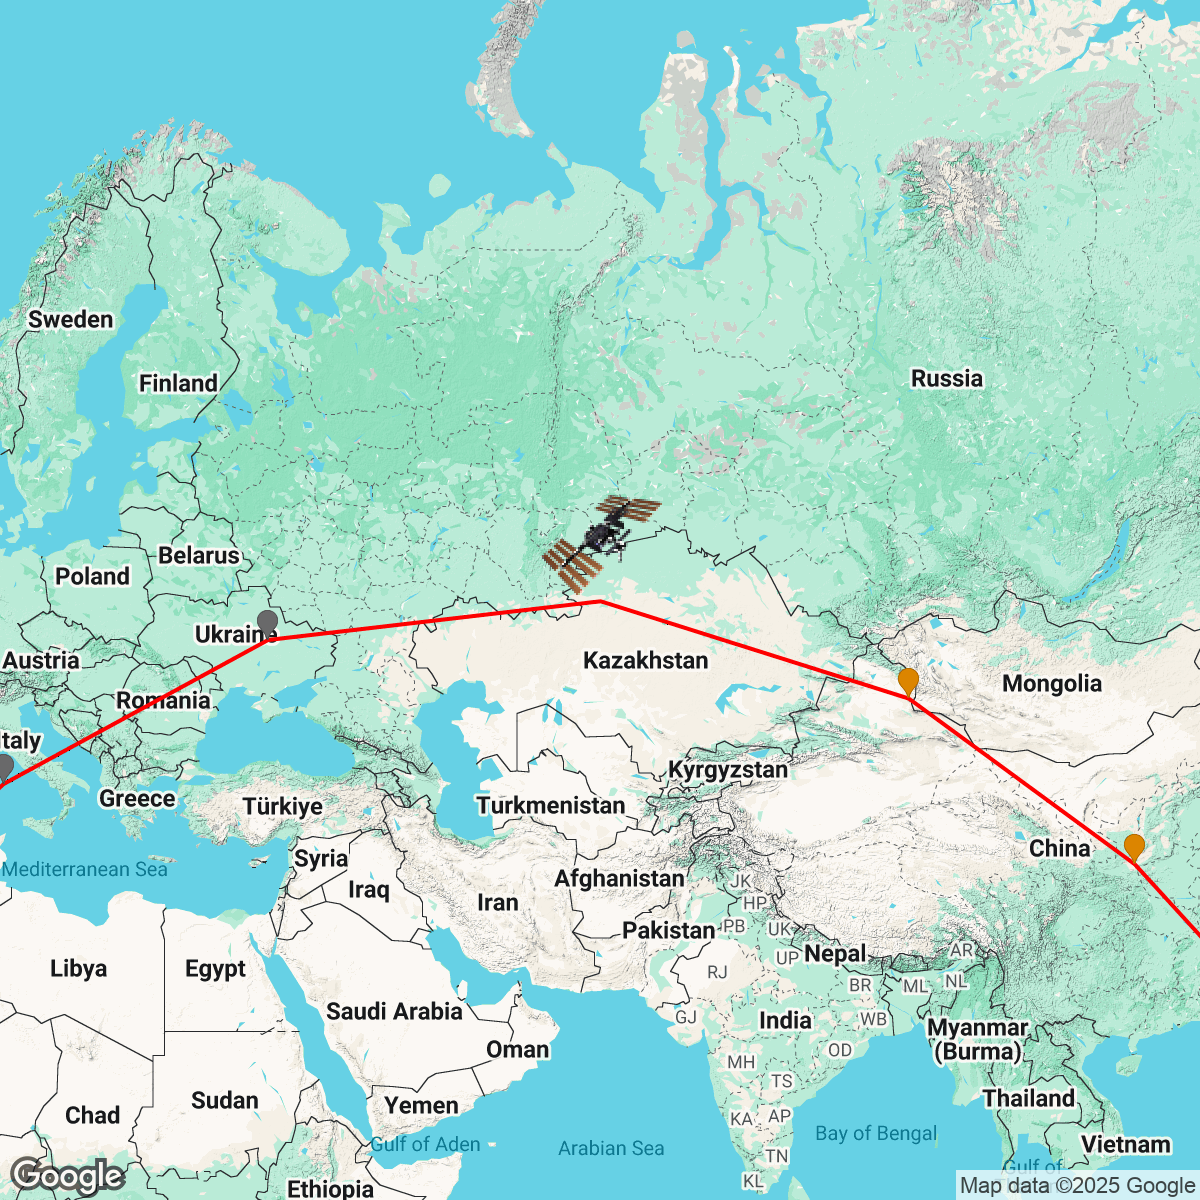 Sweden
Finland
Russia
Belarus
Poland
Ukraine
Austria
Kazakhstan
Mongolia
Romania
Italy
Kyrgyzstan
Greece
Türkiye
Turkmenistan
China
Syria
Mediterranean Sea
Afghanistan
JK
Iraq
Iran
HP
PB
UK
Pakistan
Nepal
AR
UP
Libya
Egypt
RJ
BR
ML
NL
Saudi Arabia
GJ
India
WB
Myanmar
(Burma)
Oman
OD
MH
TS
Sudan
Chad
Yemen
KA
AP
Thailand
Gulf of Aden
Arabian Sea
Bay of Bengal
Vietnam
TN
KL
Gulf of
Ethiopia
Google
Map data ©2025 Google